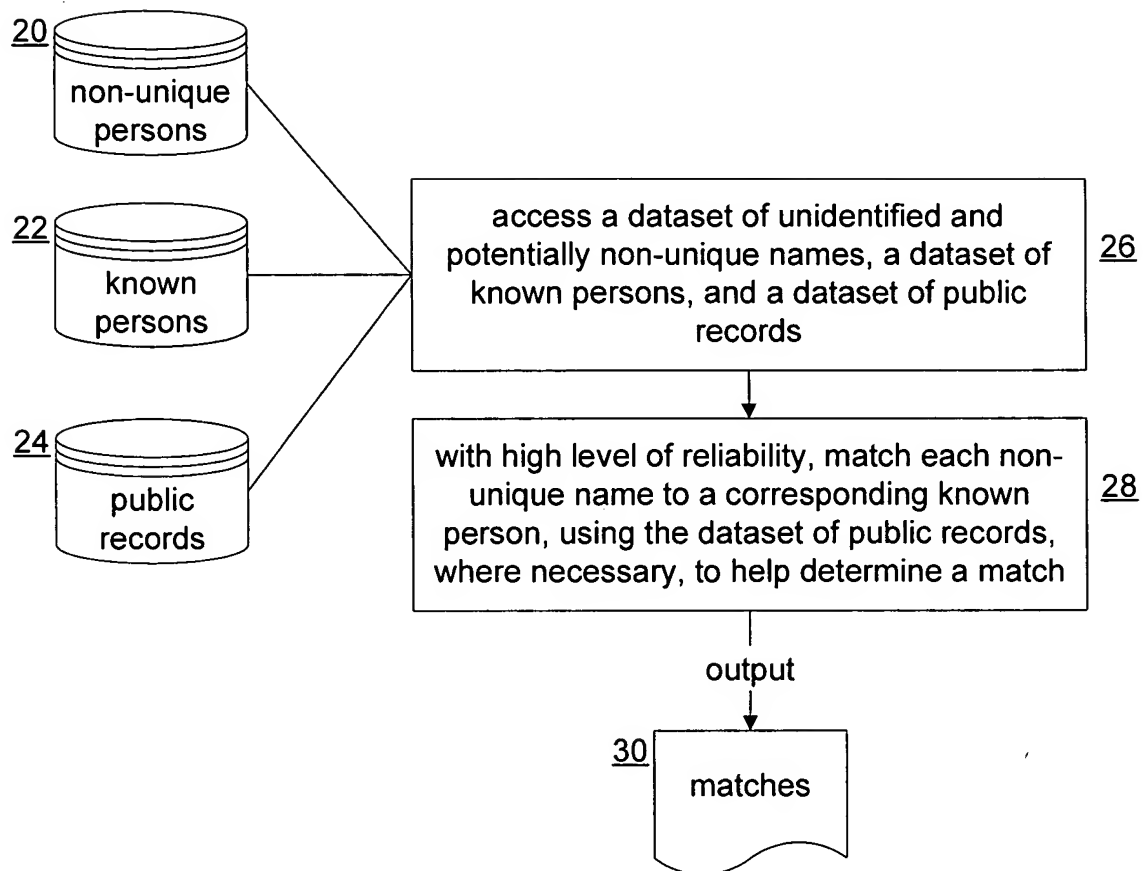 20
non-unique
persons
22
known
persons
24
public
records
access a dataset of unidentified and
potentially non-unique names, a dataset of
known persons, and a dataset of public
records
26
with high level of reliability, match each non-
unique name to a corresponding known
person, using the dataset of public records,
where necessary, to help determine a match
28
output
30
matches